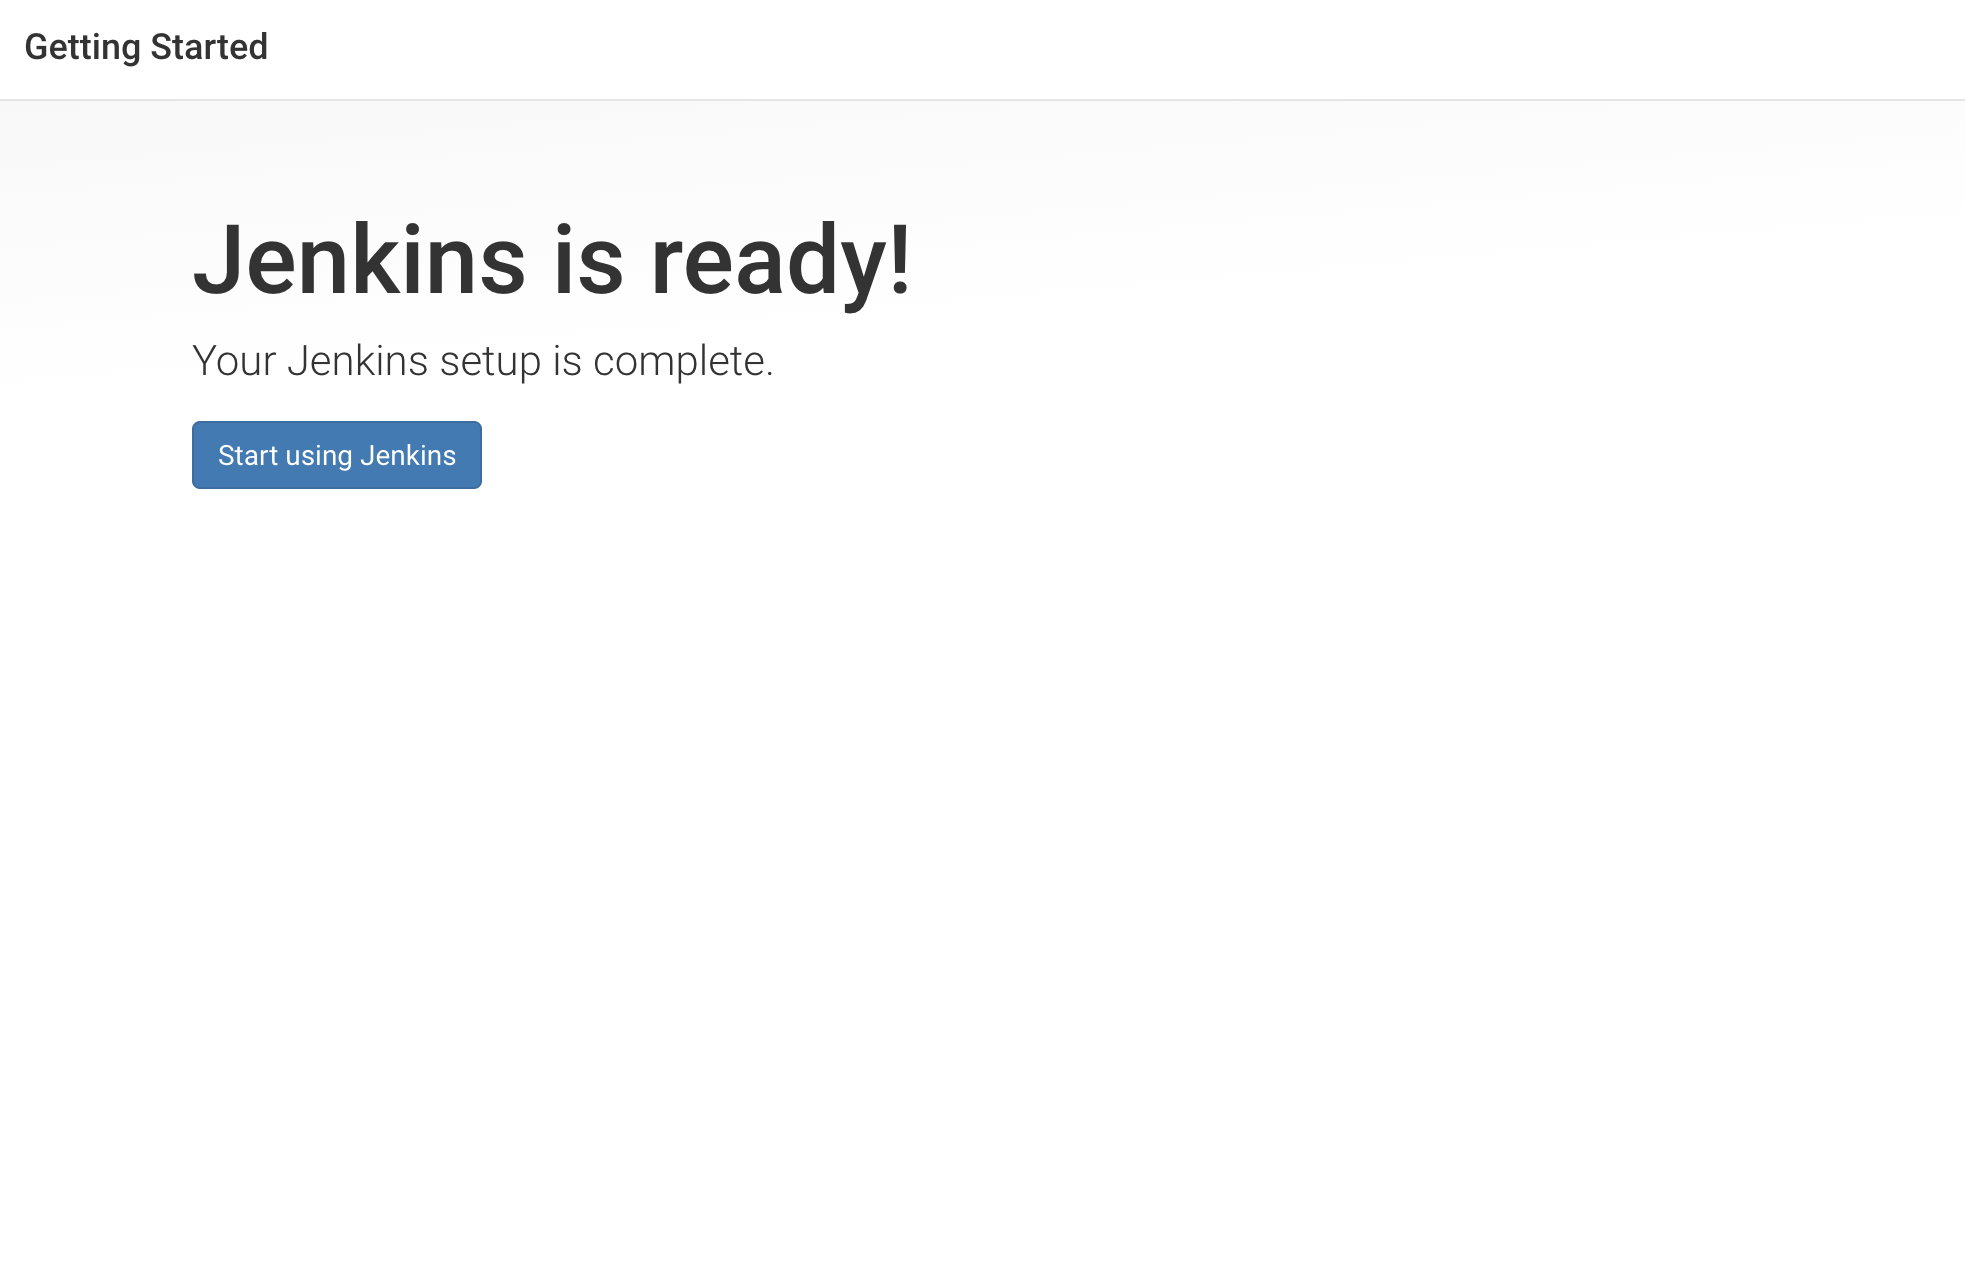 Getting Started
Jenkins is ready!
Your Jenkins setup is complete.
Start using Jenkins